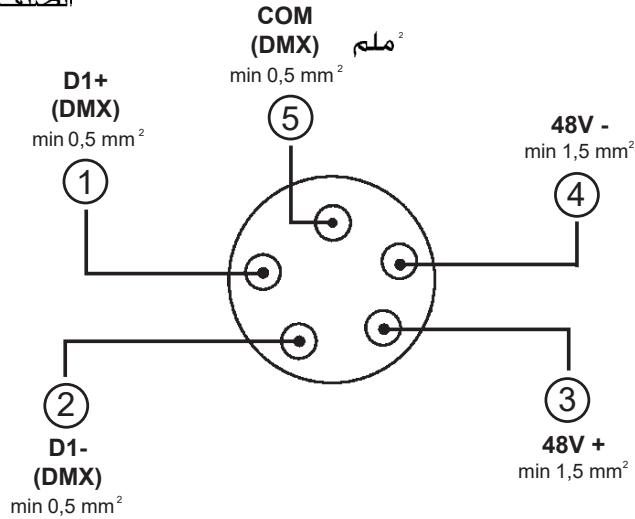 COM
(DMX) ملم²
min 0,5 mm²
5
D1+
(DMX)
min 0,5 mm²
1
48V -
min 1,5 mm²
4
2
D1-
(DMX)
min 0,5 mm²
3
48V +
min 1,5 mm²